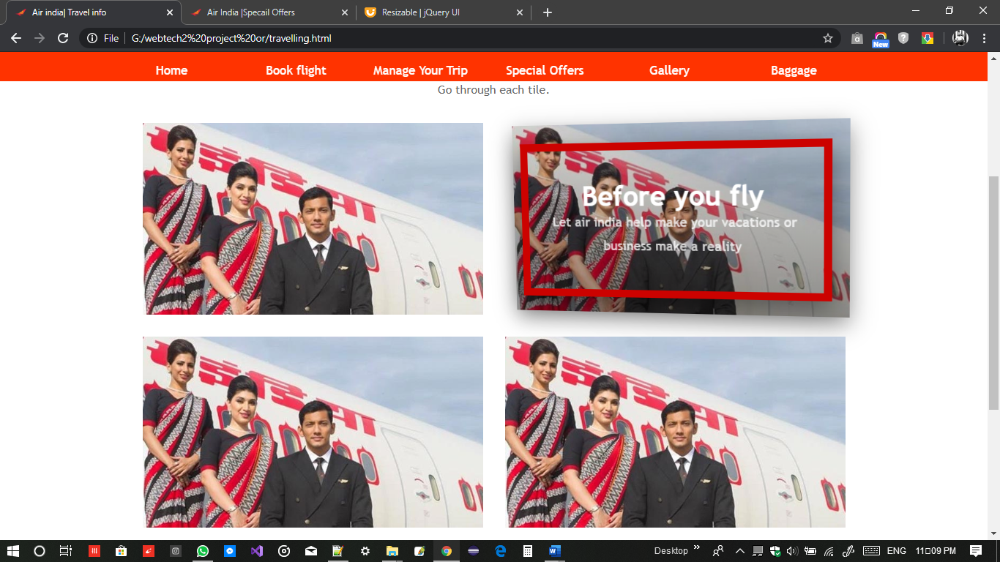 Air india| Travel info
Air India |Specail Offers
Resizable | jQuery UI
File
G:/webtech2%20project%20or/travelling.html
New
Home
Book flight
Manage Your Trip
Special Offers
Gallery
Baggage
Go through each tile.
Before you fly
Let air india help make your vacations or
business make a reality
Desktop
ENG
11□09 PM